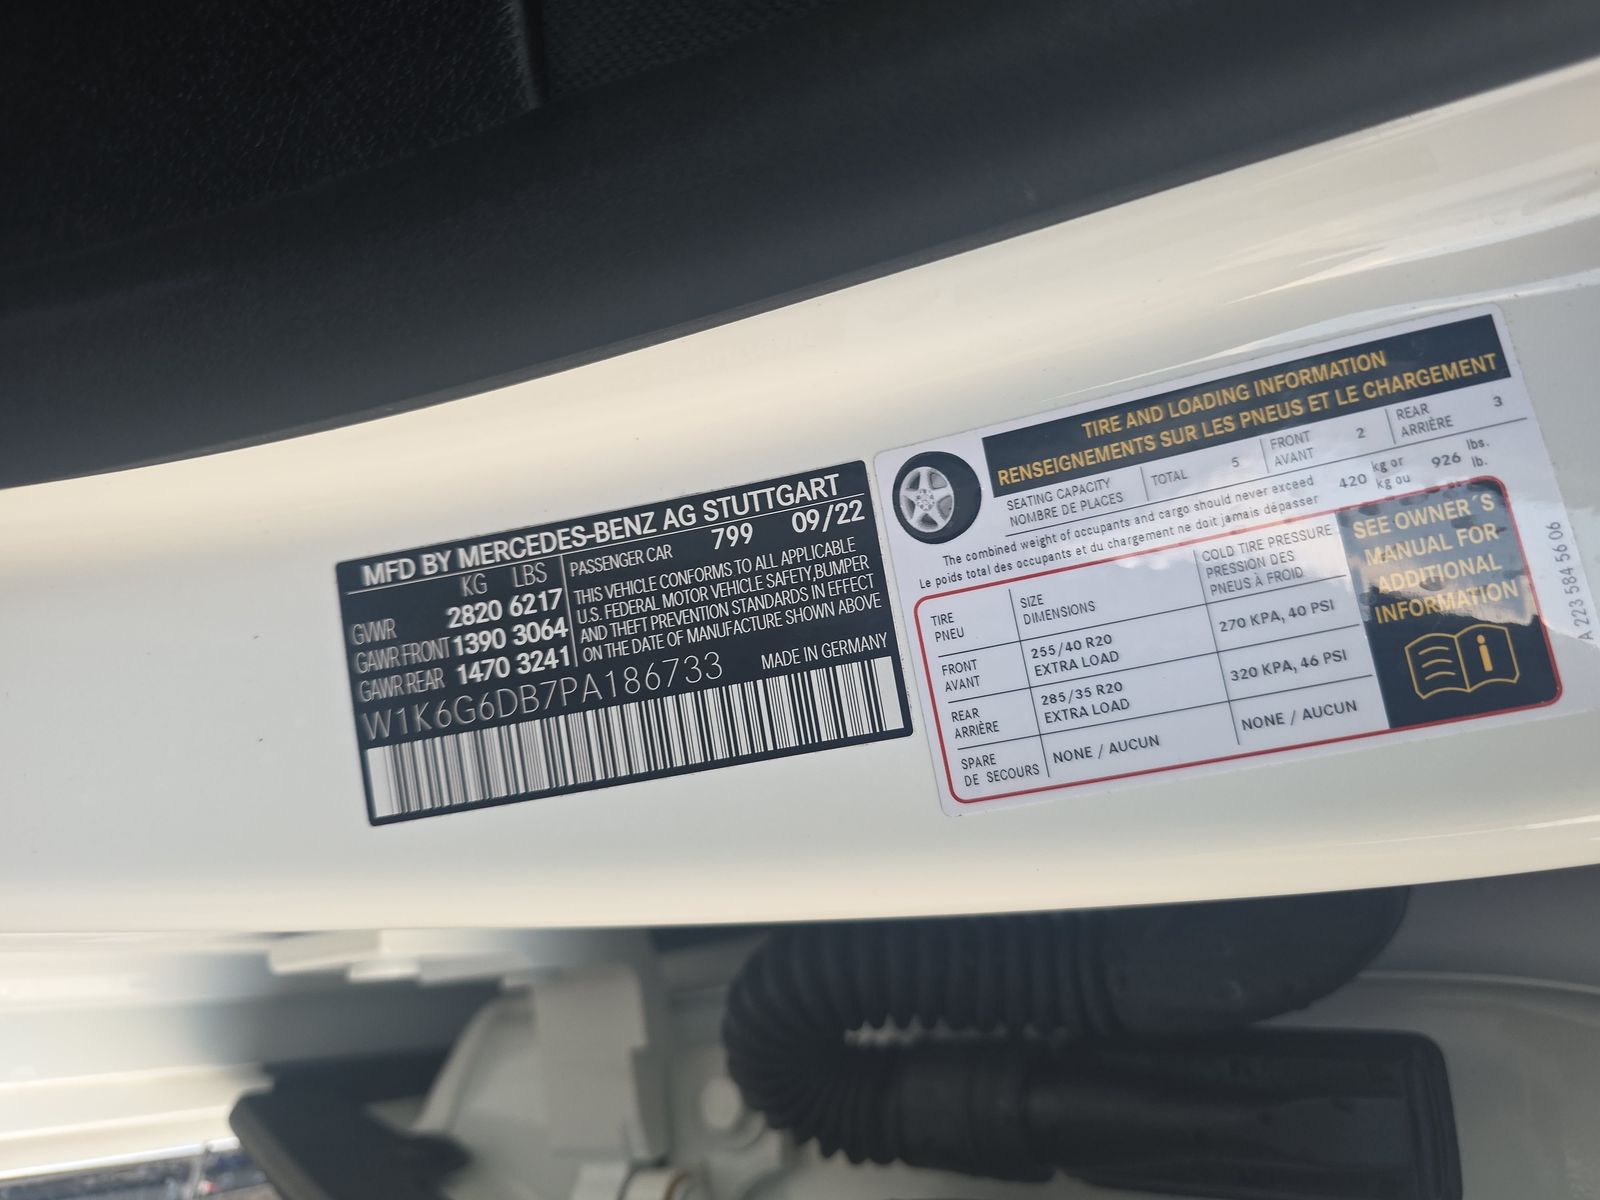 MFD BY MERCEDES-BENZ AG STUTTGART
KG LBS
GVWR 2820 6217
GAWR FRONT 1390 3064
GAWR REAR 1470 3241
PASSENGER CAR 799 09/22
THIS VEHICLE CONFORMS TO ALL APPLICABLE
U.S. FEDERAL MOTOR VEHICLE SAFETY,BUMPER
AND THEFT PREVENTION STANDARDS IN EFFECT
ON THE DATE OF MANUFACTURE SHOWN ABOVE
W1K6G6DB7PA186733 MADE IN GERMANY
TIRE AND LOADING INFORMATION
RENSEIGNEMENTS SUR LES PNEUS ET LE CHARGEMENT
SEATING CAPACITY
NOMBRE DE PLACES
TOTAL 5
FRONT
AVANT
2
REAR
ARRIÈRE
3
The combined weight of occupants and cargo should never exceed
Le poids total des occupants et du chargement ne doit jamais dépasser
420 kg or 926 lbs.
kg ou lb.
TIRE
PNEU
SIZE
DIMENSIONS
COLD TIRE PRESSURE
PRESSION DES
PNEUS À FROID
FRONT
AVANT
255/40 R20
EXTRA LOAD
270 KPA, 40 PSI
REAR
ARRIÈRE
285/35 R20
EXTRA LOAD
320 KPA, 46 PSI
SPARE
DE SECOURS
NONE / AUCUN
NONE / AUCUN
SEE OWNER´S
MANUAL FOR
ADDITIONAL
INFORMATION
A 223 584 56 06